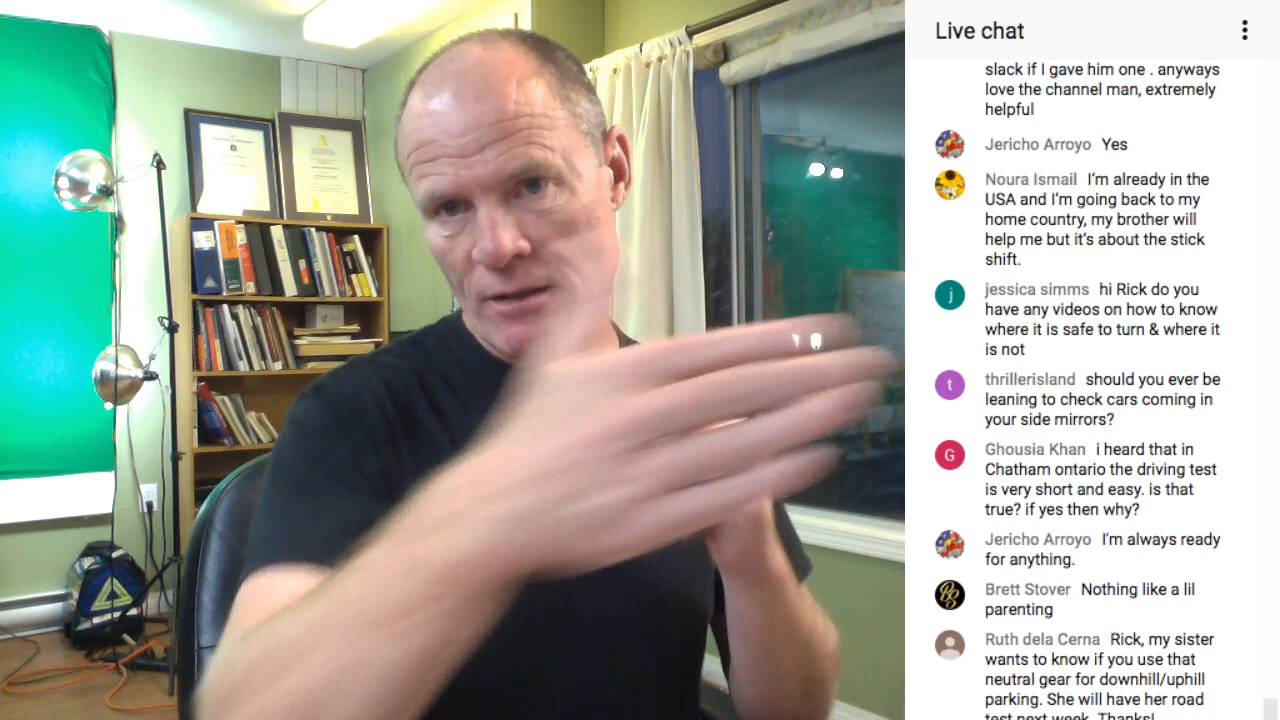 Live chat
slack if I gave him one . anyways
love the channel man, extremely
helpful
Jericho Arroyo Yes
Noura Ismail I’m already in the
USA and I’m going back to my
home country, my brother will
help me but it’s about the stick
shift.
j
jessica simms hi Rick do you
have any videos on how to know
where it is safe to turn & where it
is not
t
thrillerisland should you ever be
leaning to check cars coming in
your side mirrors?
G
Ghousia Khan i heard that in
Chatham ontario the driving test
is very short and easy. is that
true? if yes then why?
Jericho Arroyo I’m always ready
for anything.
Brett Stover Nothing like a lil
parenting
Ruth dela Cerna Rick, my sister
wants to know if you use that
neutral gear for downhill/uphill
parking. She will have her road
test next week. Thanks!